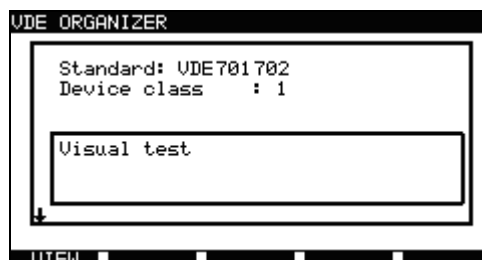 VDE ORGANIZER
Standard: VDE701702
Device class : 1
Visual test
VIEW